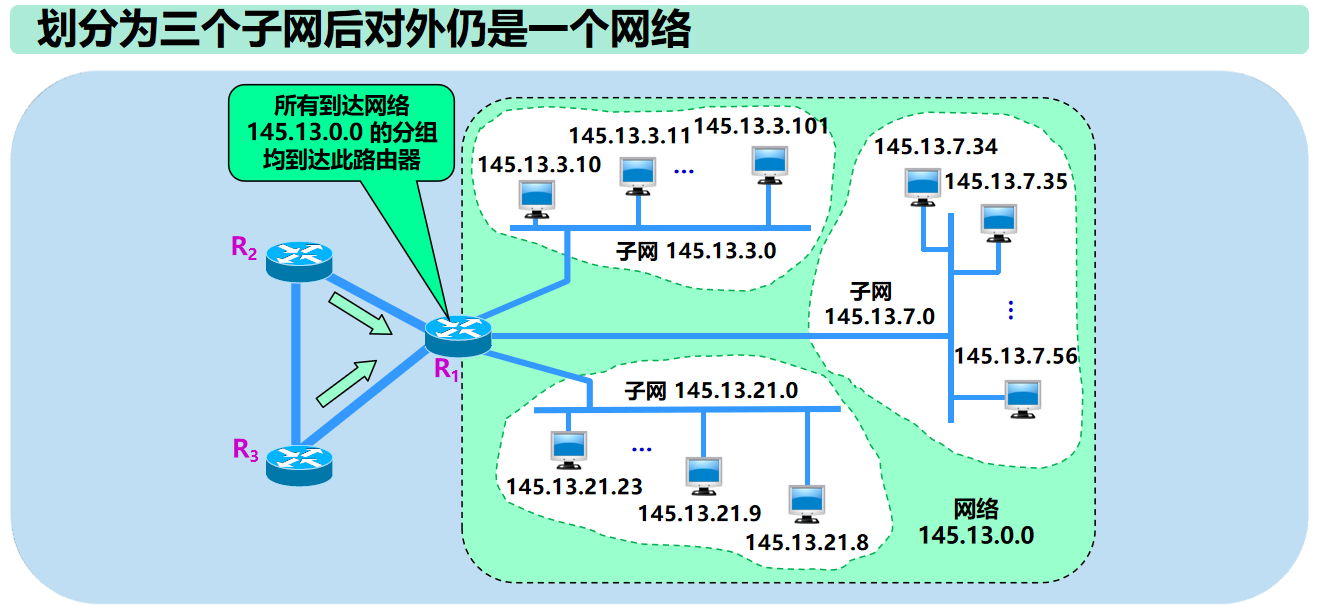 划分为三个子网后对外仍是一个网络
所有到达网络
145.13.0.0 的分组
均到达此路由器
145.13.3.10
145.13.3.11
...
145.13.3.101
子网 145.13.3.0
145.13.7.34
145.13.7.35
...
子网
145.13.7.0
145.13.7.56
R2
R1
R3
子网 145.13.21.0
...
145.13.21.23
145.13.21.9
145.13.21.8
网络
145.13.0.0